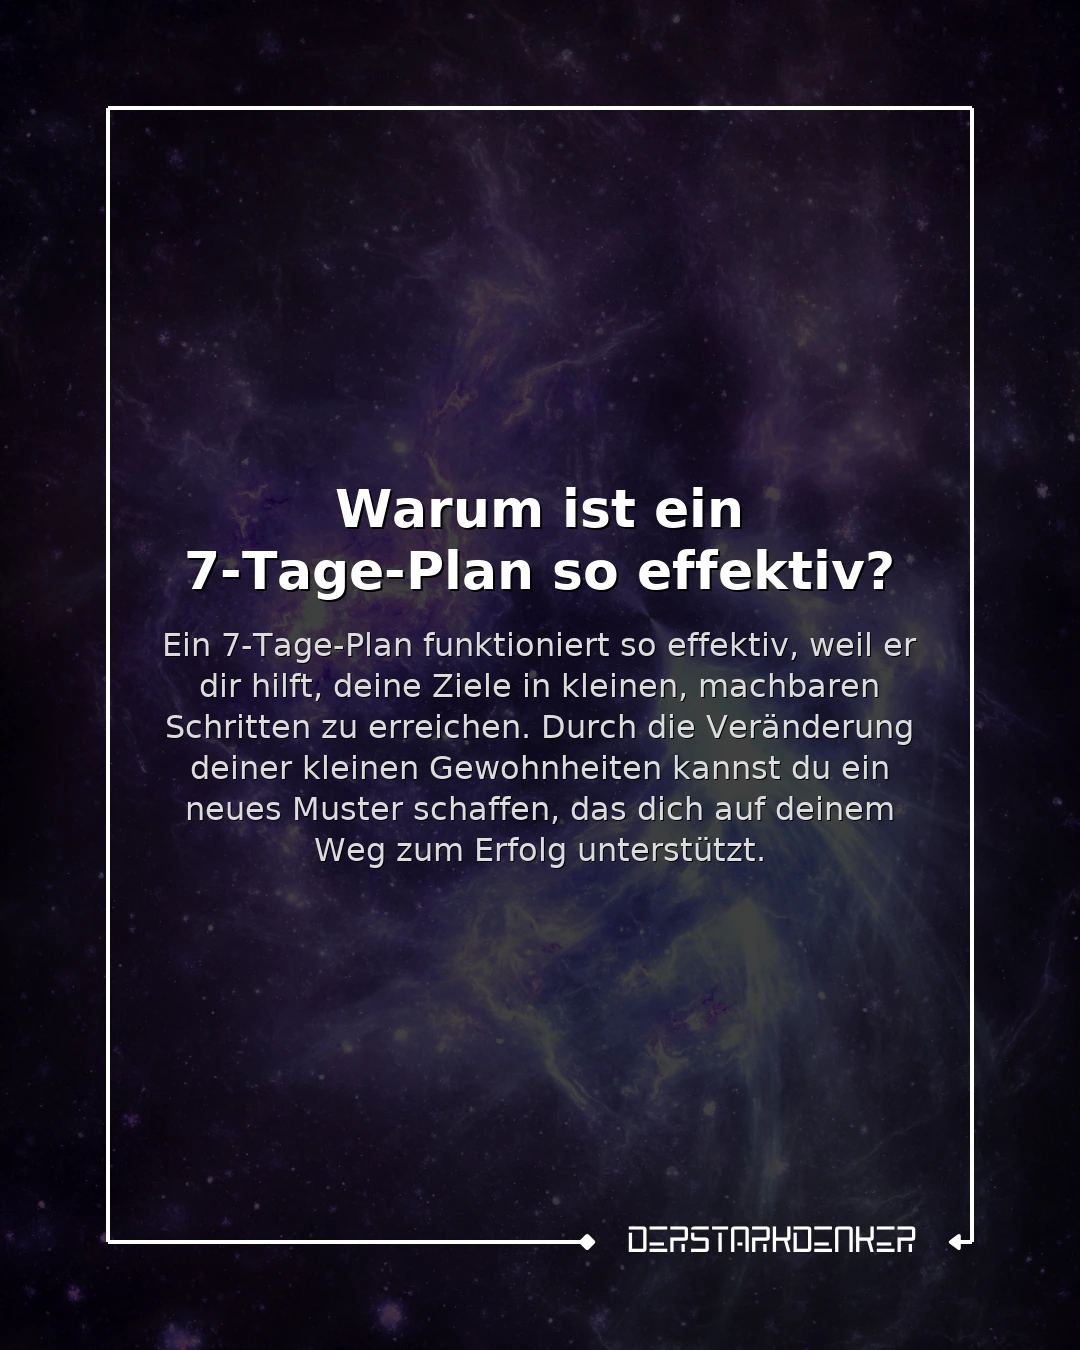 Warum ist ein
7-Tage-Plan so effektiv?
Ein 7-Tage-Plan funktioniert so effektiv, weil er
dir hilft, deine Ziele in kleinen, machbaren
Schritten zu erreichen. Durch die Veränderung
deiner kleinen Gewohnheiten kannst du ein
neues Muster schaffen, das dich auf deinem
Weg zum Erfolg unterstützt.
DERSTARKDENKER